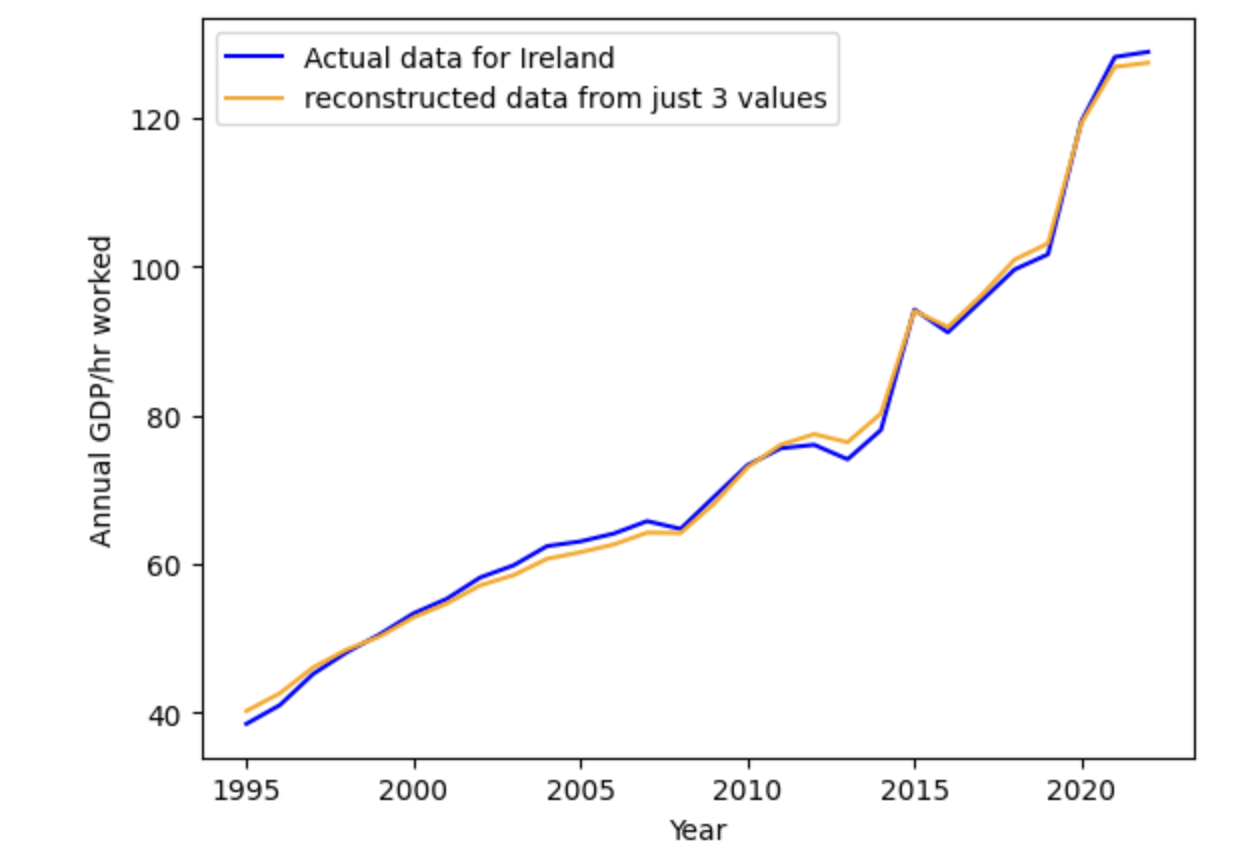 Actual data for Ireland
reconstructed data from just 3 values
120
100
80
60
40
Annual GDP/hr worked
1995 2000 2005 2010 2015 2020
Year